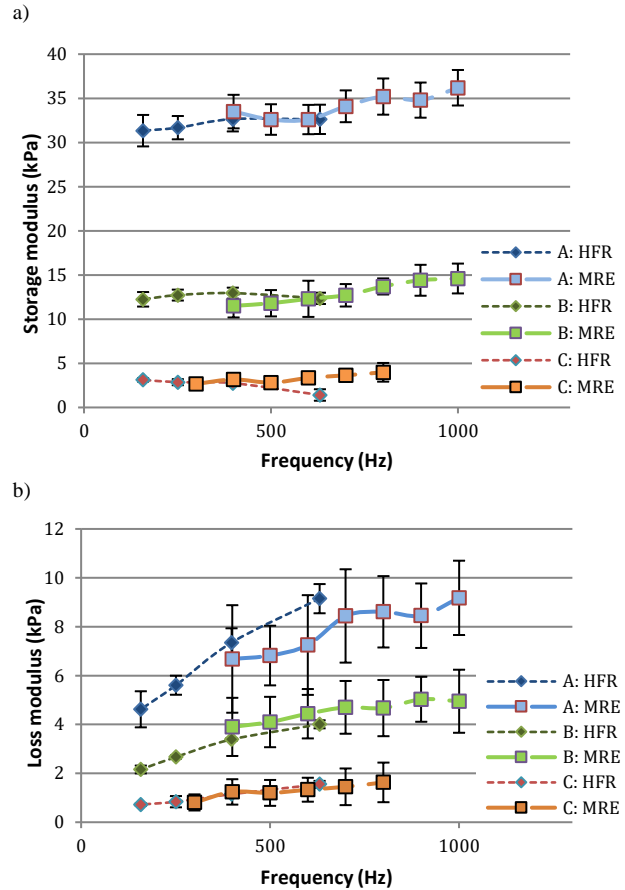 a)
40
35
30
25
20
15
10
5
0
Storage modulus (kPa)
0
500
1000
Frequency (Hz)
A: HFR
A: MRE
B: HFR
B: MRE
C: HFR
C: MRE
b)
12
10
8
6
4
2
0
Loss modulus (kPa)
0
500
1000
Frequency (Hz)
A: HFR
A: MRE
B: HFR
B: MRE
C: HFR
C: MRE